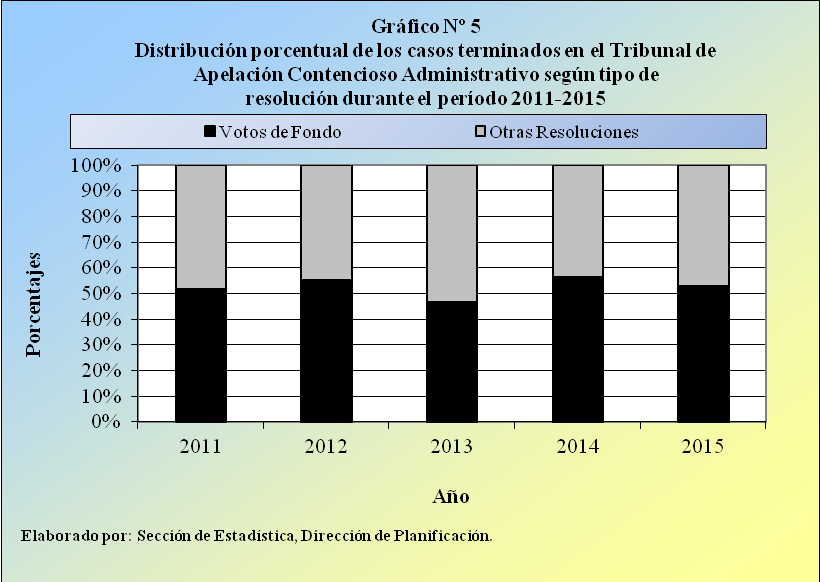 Gráfico Nº 5
Distribución porcentual de los casos terminados en el Tribunal de
Apelación Contencioso Administrativo según tipo de
resolución durante el período 2011-2015
Votos de Fondo Otras Resoluciones
100%
90%
80%
70%
60%
50%
40%
30%
20%
10%
0%
Porcentajes
2011 2012 2013 2014 2015
Año
Elaborado por: Sección de Estadística, Dirección de Planificación.